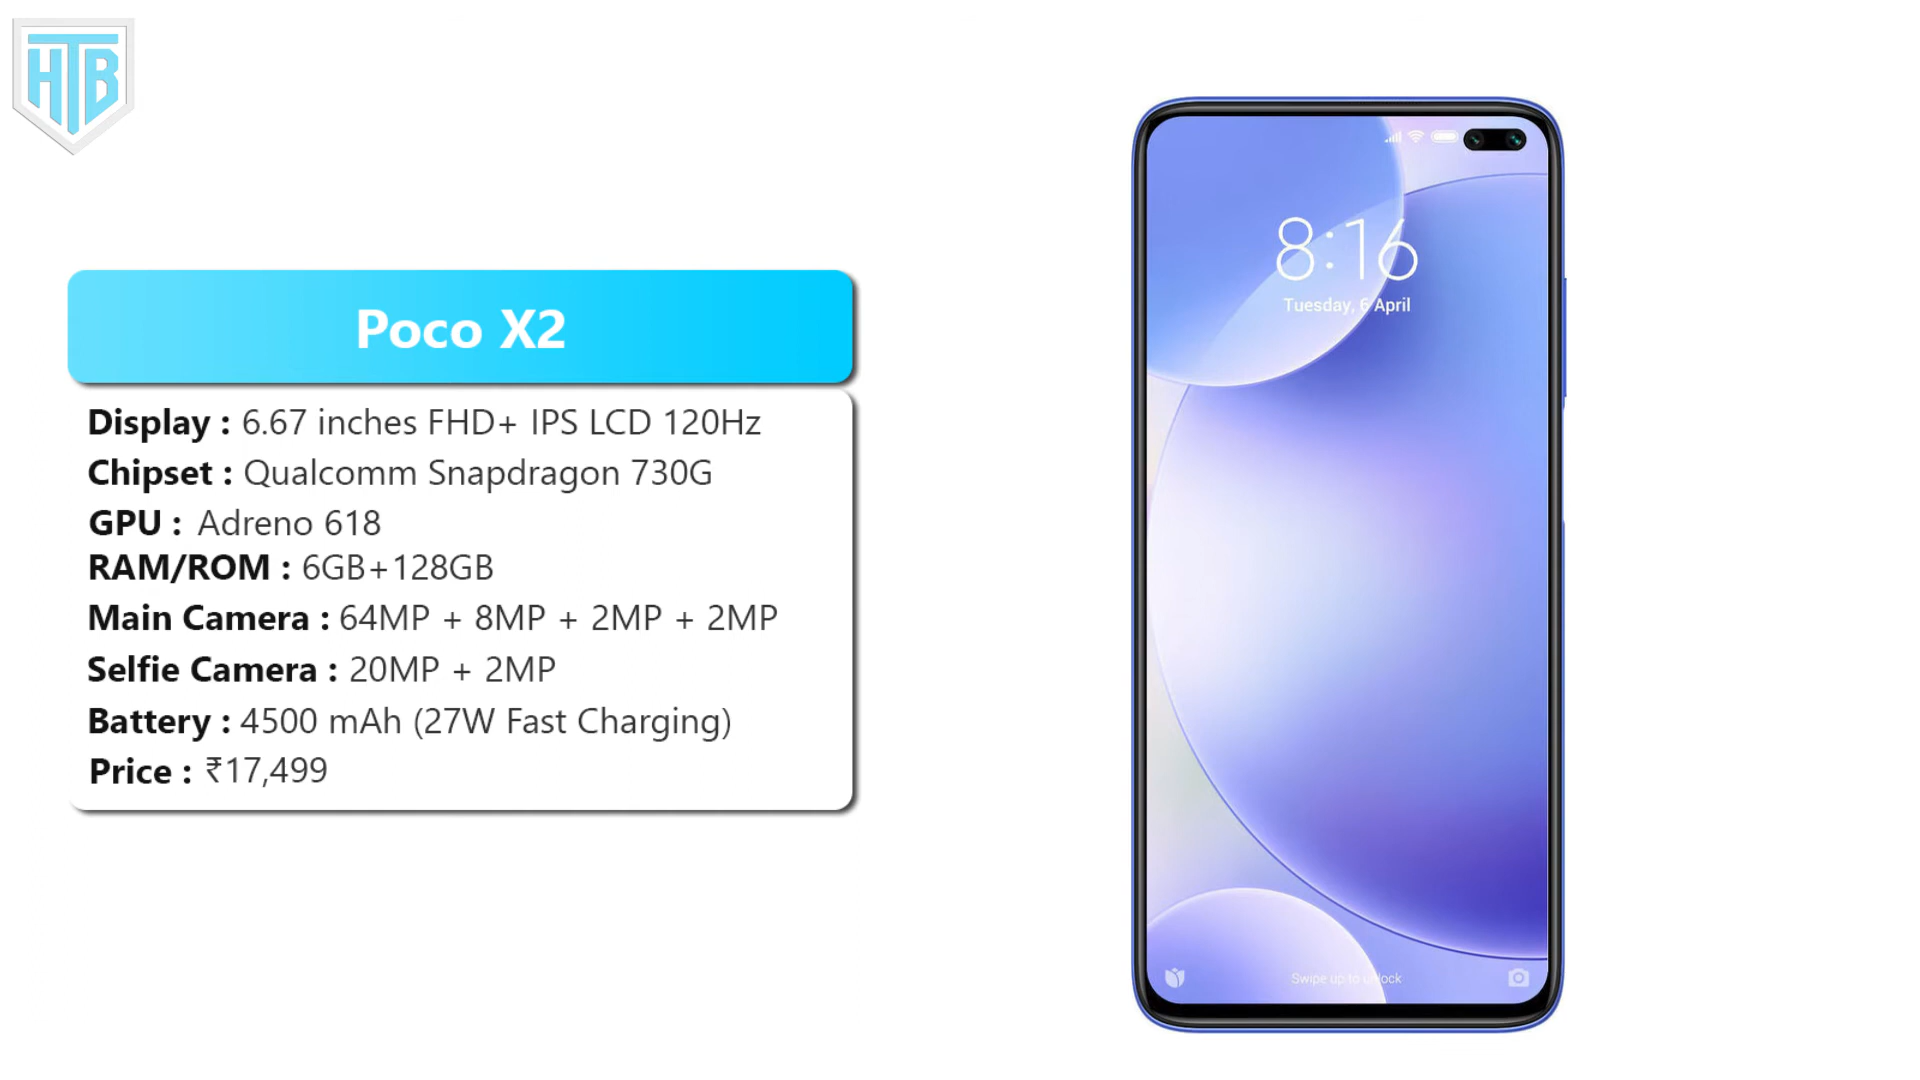 HTB
Poco X2
Display : 6.67 inches FHD+ IPS LCD 120Hz
Chipset : Qualcomm Snapdragon 730G
GPU : Adreno 618
RAM/ROM : 6GB+128GB
Main Camera : 64MP + 8MP + 2MP + 2MP
Selfie Camera : 20MP + 2MP
Battery : 4500 mAh (27W Fast Charging)
Price : ₹17,499
8:16
Tuesday, 6 April
Swipe up to unlock